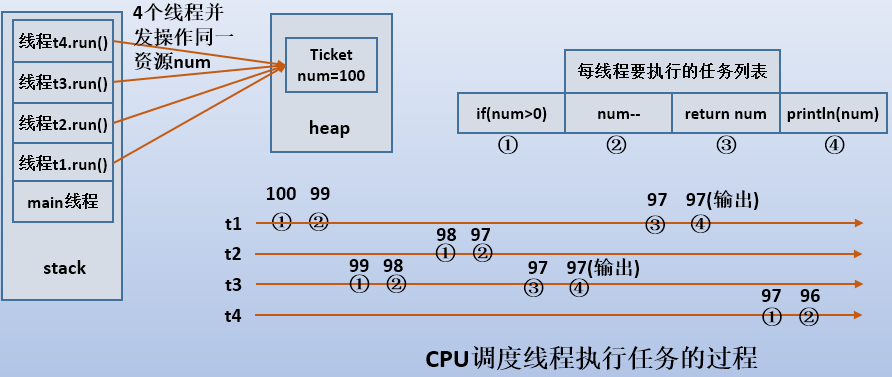 4个线程并
发操作同一
资源num
线程t4.run()
线程t3.run()
线程t2.run()
线程t1.run()
main线程
stack
Ticket
num=100
heap
每线程要执行的任务列表
if(num>0) num-- return num println(num)
① ② ③ ④
100 99 97 97(输出)
t1 ① ② ③ ④
98 97
t2 ① ②
99 98 97 97(输出)
t3 ① ② ③ ④
97 96
t4 ① ②
CPU调度线程执行任务的过程